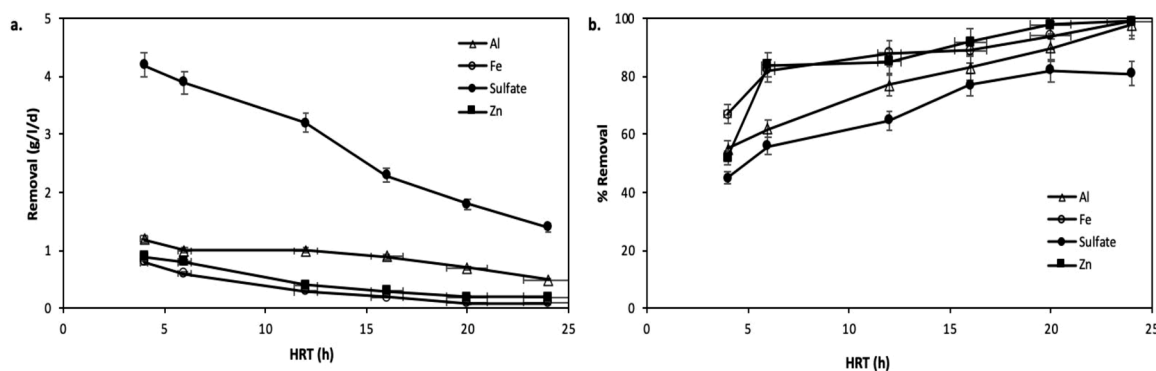 a.
Removal (g/l/d)
5
4
3
2
1
0
0 5 10 15 20 25
HRT (h)
Al
Fe
Sulfate
Zn
b.
% Removal
100
80
60
40
20
0
0 5 10 15 20 25
HRT (h)
Al
Fe
Sulfate
Zn